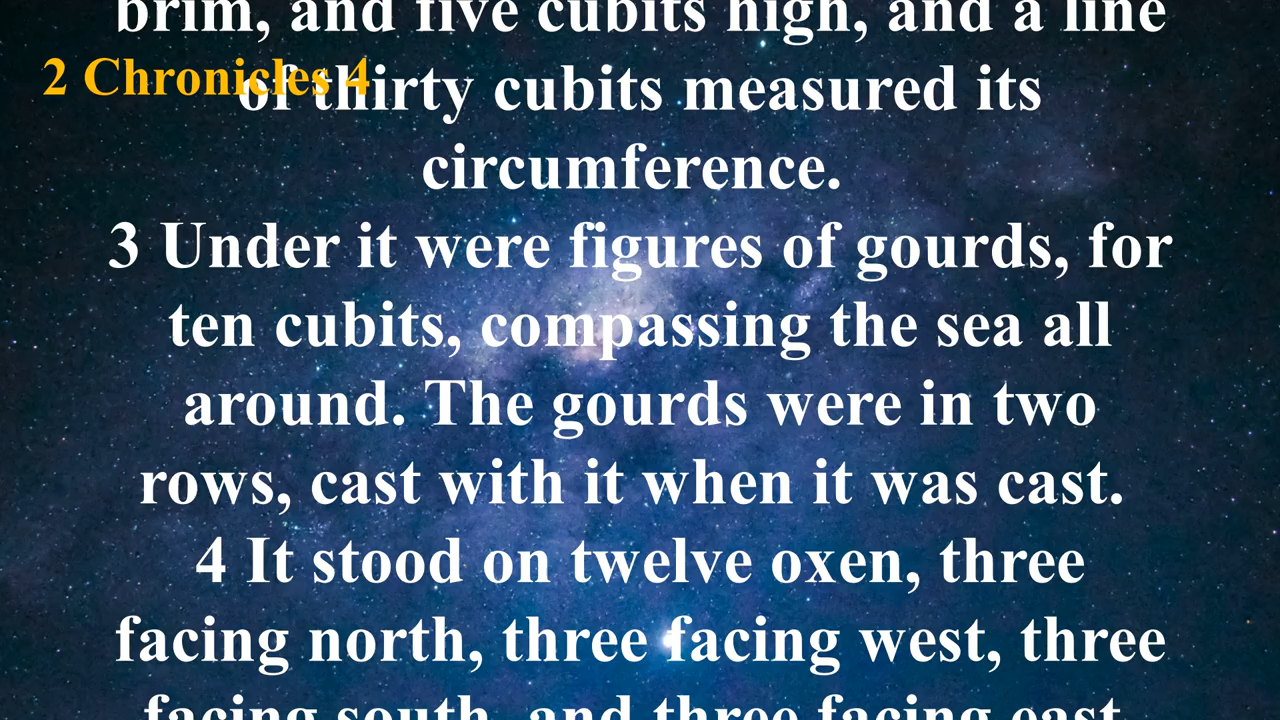 brim, and five cubits high, and a line
2 Chronicles 4
of thirty cubits measured its
circumference.
3 Under it were figures of gourds, for
ten cubits, compassing the sea all
around. The gourds were in two
rows, cast with it when it was cast.
4 It stood on twelve oxen, three
facing north, three facing west, three
facing south, and three facing east.